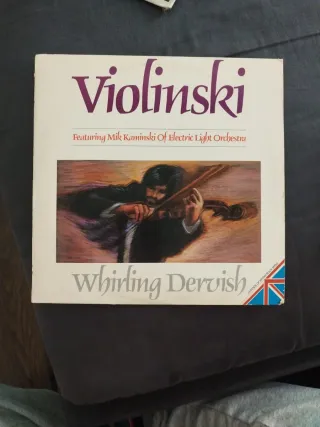 Violinski
Featuring Mik Kaminski Of Electric Light Orchestra
Whirling Dervish